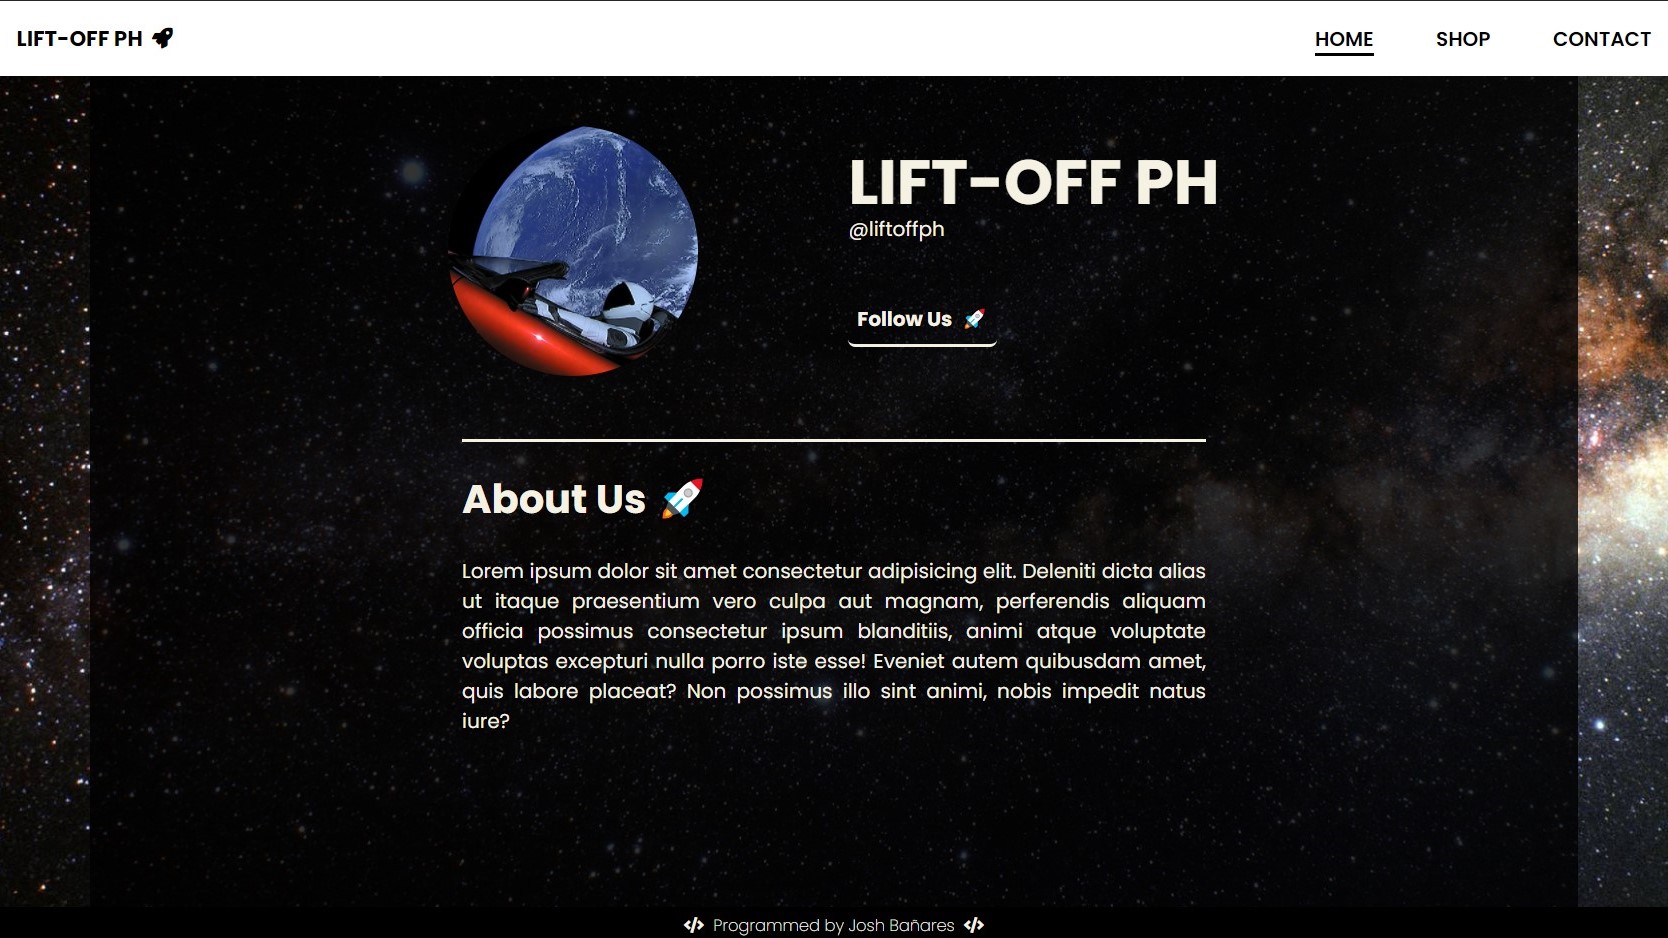 LIFT-OFF PH
HOME SHOP CONTACT
LIFT-OFF PH
@liftoffph
Follow Us 🚀
About Us 🚀
Lorem ipsum dolor sit amet consectetur adipisicing elit. Deleniti dicta alias
ut itaque praesentium vero culpa aut magnam, perferendis aliquam
officia possimus consectetur ipsum blanditiis, animi atque voluptate
voluptas excepturi nulla porro iste esse! Eveniet autem quibusdam amet,
quis labore placeat? Non possimus illo sint animi, nobis impedit natus
iure?
</> Programmed by Josh Bañares </>